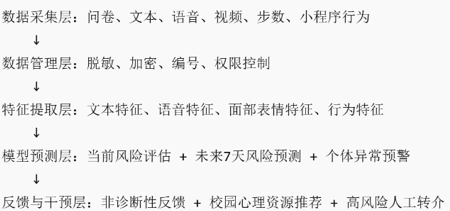 数据采集层：问卷、文本、语音、视频、步数、小程序行为
↓
数据管理层：脱敏、加密、编号、权限控制
↓
特征提取层：文本特征、语音特征、面部表情特征、行为特征
↓
模型预测层：当前风险评估 + 未来7天风险预测 + 个体异常预警
↓
反馈与干预层：非诊断性反馈 + 校园心理资源推荐 + 高风险人工转介